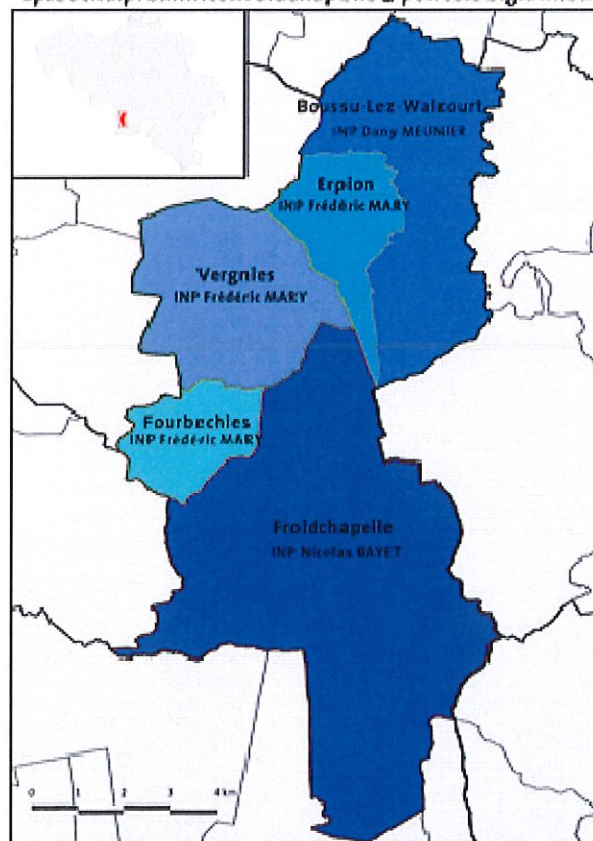 Boussu-Lez-Walcourt
INP Dany MEUNIER
Erpion
INP Frédéric MARY
Vergnies
INP Frédéric MARY
Fourbechies
INP Frédéric MARY
Froidchapelle
INP Nicolas BAYET
0 1 2 3 4 km